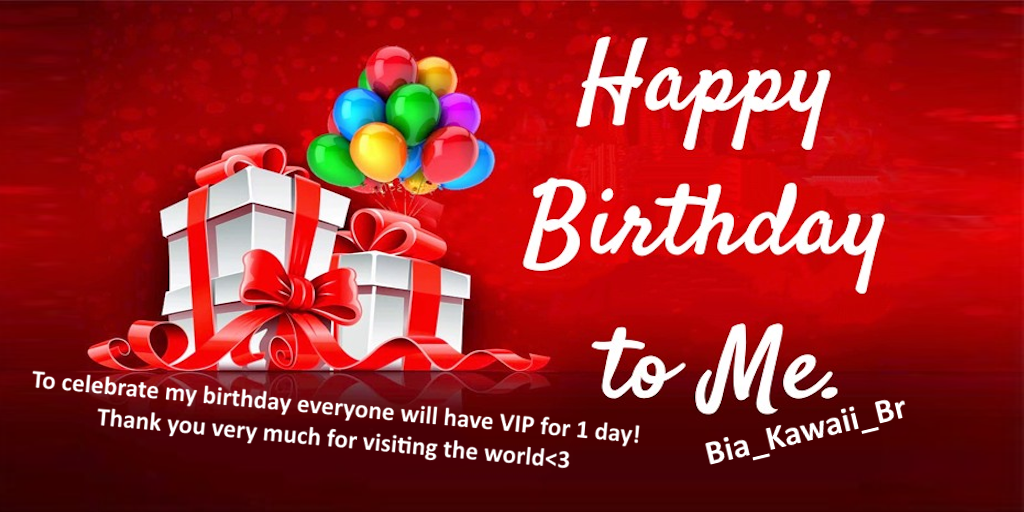 Happy
Birthday
to Me.
Bia_Kawaii_Br
To celebrate my birthday everyone will have VIP for 1 day!
Thank you very much for visiting the world<3